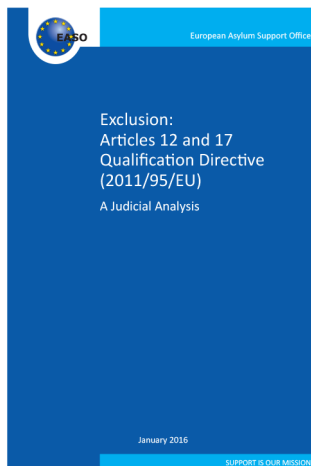 EASO
European Asylum Support Office
Exclusion:
Articles 12 and 17
Qualification Directive
(2011/95/EU)
A Judicial Analysis
January 2016
SUPPORT IS OUR MISSION